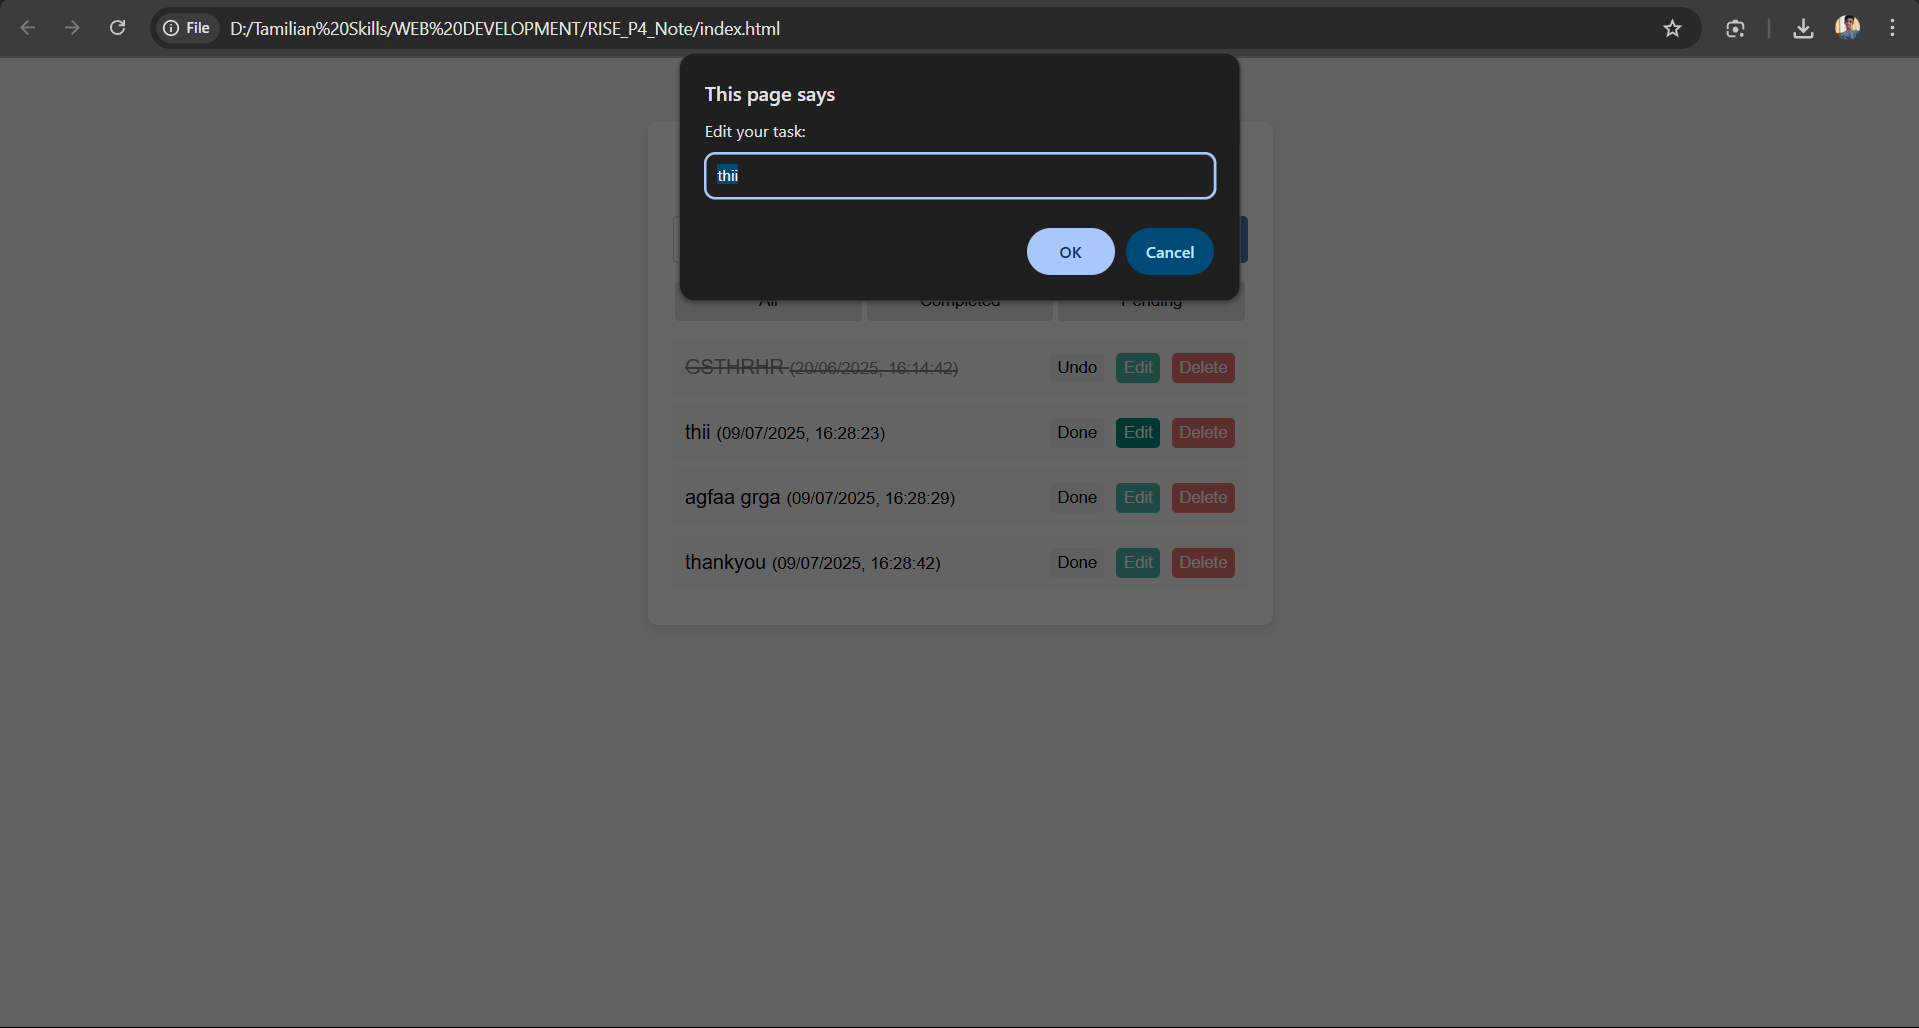 File D:/Tamilian%20Skills/WEB%20DEVELOPMENT/RISE_P4_Note/index.html
This page says
Edit your task:
thii
OK Cancel
All Completed Pending
GSTHRHR (20/06/2025, 16:14:42) Undo Edit Delete
thii (09/07/2025, 16:28:23) Done Edit Delete
agfaa grga (09/07/2025, 16:28:29) Done Edit Delete
thankyou (09/07/2025, 16:28:42) Done Edit Delete